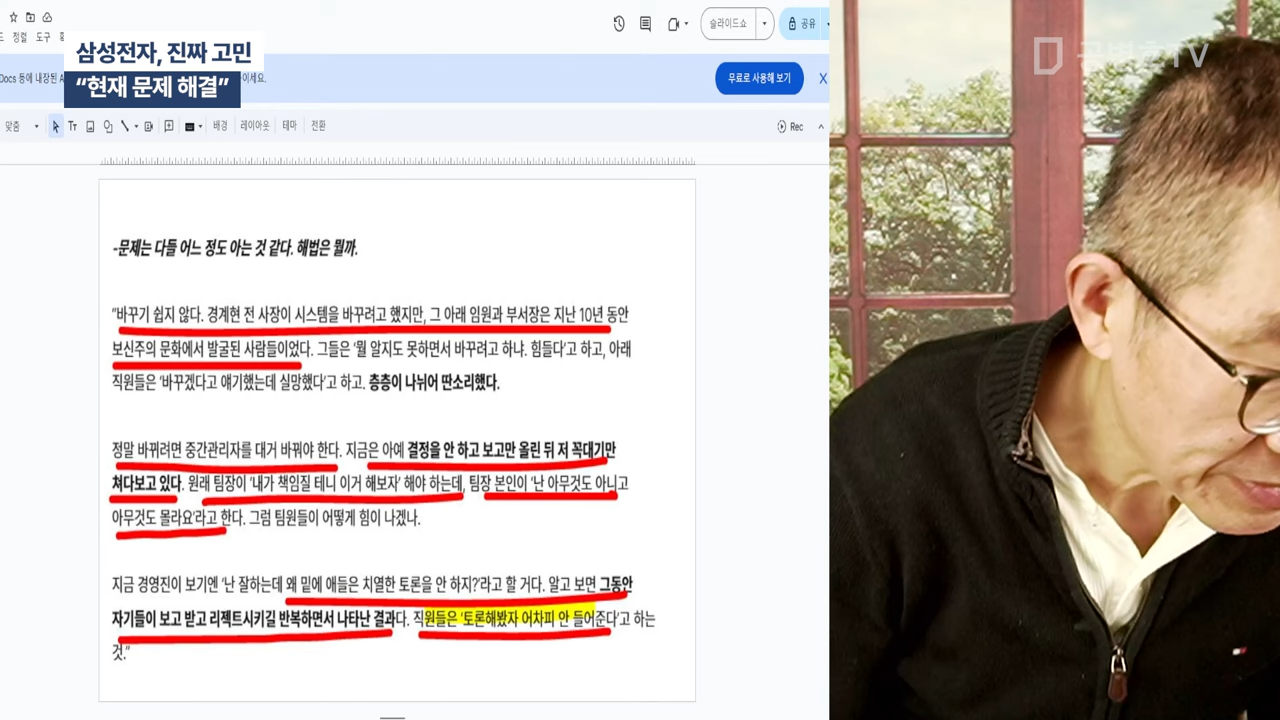 정렬 도구
슬라이드쇼
공유
삼성전자, 진짜 고민
“현재 문제 해결”
Docs 등에 내장된
무료로 사용해 보기
X
맞춤
배경
레이아웃
테마
전환
Rec
공병호TV
-문제는 다들 어느 정도 아는 것 같다. 해법은 뭘까.
"바꾸기 쉽지 않다. 경계현 전 사장이 시스템을 바꾸려고 했지만, 그 아래 임원과 부서장은 지난 10년 동안
보신주의 문화에서 발굴된 사람들이었다. 그들은 '뭘 알지도 못하면서 바꾸려고 하냐. 힘들다'고 하고, 아래
직원들은 '바꾸겠다고 얘기했는데 실망했다'고 하고. 층층이 나뉘어 딴소리했다.
정말 바뀌려면 중간관리자를 대거 바꿔야 한다. 지금은 아예 결정을 안 하고 보고만 올린 뒤 저 꼭대기만
쳐다보고 있다. 원래 팀장이 '내가 책임질 테니 이거 해보자' 해야 하는데, 팀장 본인이 '난 아무것도 아니고
아무것도 몰라요'라고 한다. 그럼 팀원들이 어떻게 힘이 나겠나.
지금 경영진이 보기엔 '난 잘하는데 왜 밑에 애들은 치열한 토론을 안 하지?'라고 할 거다. 알고 보면 그동안
자기들이 보고 받고 리젝트시키길 반복하면서 나타난 결과다. 직원들은 '토론해봤자 어차피 안 들어준다'고 하는
것."